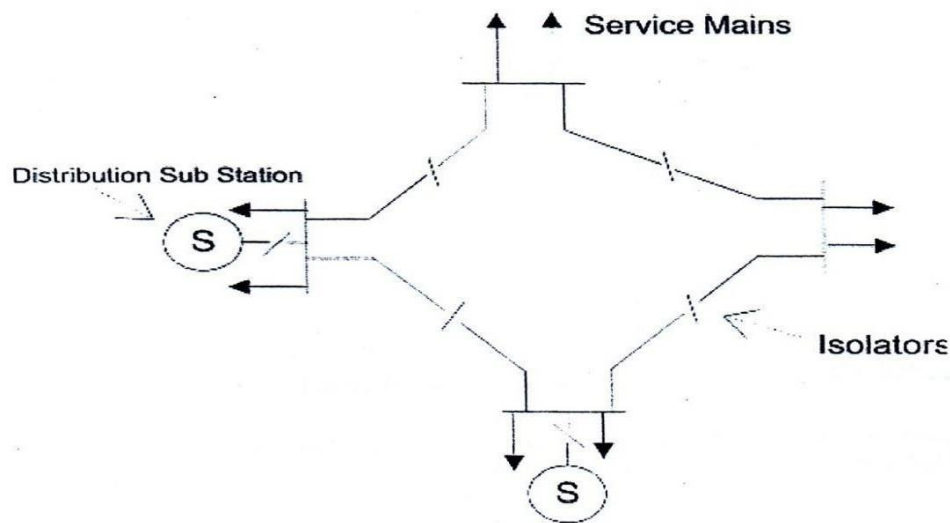 Service Mains
Distribution Sub Station
S
Isolators
S